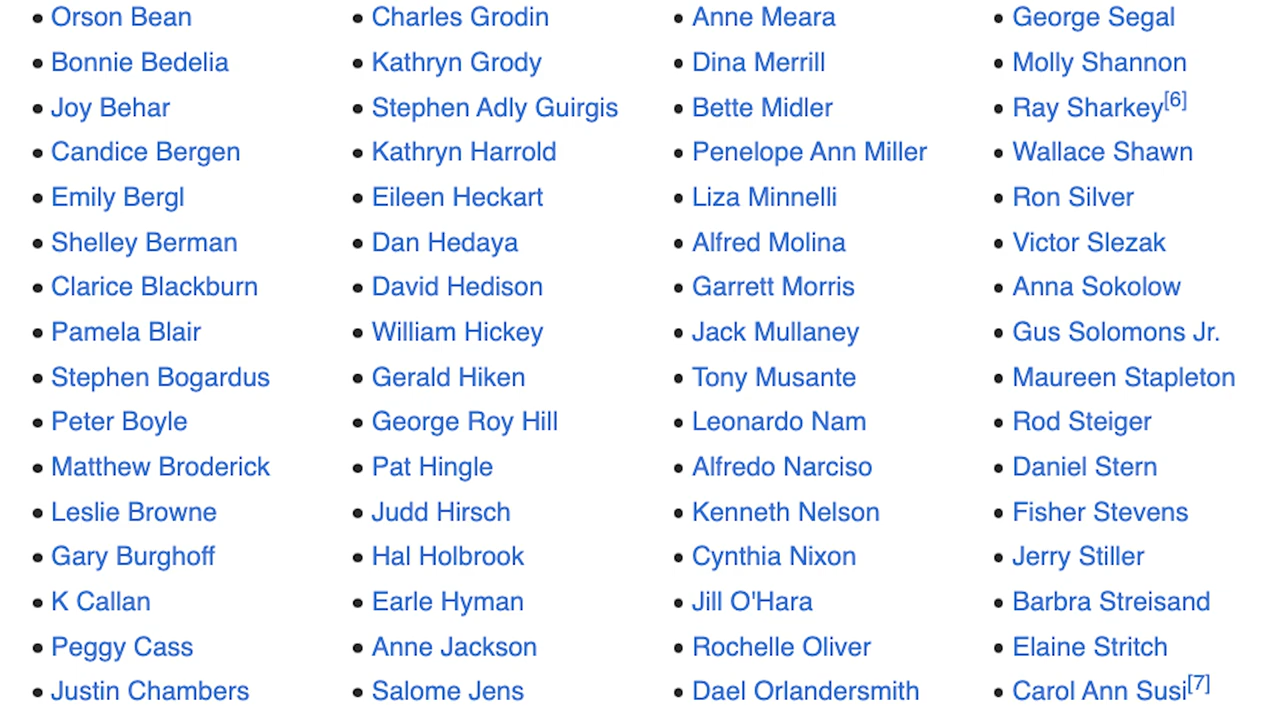 • Orson Bean
• Bonnie Bedelia
• Joy Behar
• Candice Bergen
• Emily Bergl
• Shelley Berman
• Clarice Blackburn
• Pamela Blair
• Stephen Bogardus
• Peter Boyle
• Matthew Broderick
• Leslie Browne
• Gary Burghoff
• K Callan
• Peggy Cass
• Justin Chambers
• Charles Grodin
• Kathryn Grody
• Stephen Adly Guirgis
• Kathryn Harrold
• Eileen Heckart
• Dan Hedaya
• David Hedison
• William Hickey
• Gerald Hiken
• George Roy Hill
• Pat Hingle
• Judd Hirsch
• Hal Holbrook
• Earle Hyman
• Anne Jackson
• Salome Jens
• Anne Meara
• Dina Merrill
• Bette Midler
• Penelope Ann Miller
• Liza Minnelli
• Alfred Molina
• Garrett Morris
• Jack Mullaney
• Tony Musante
• Leonardo Nam
• Alfredo Narciso
• Kenneth Nelson
• Cynthia Nixon
• Jill O'Hara
• Rochelle Oliver
• Dael Orlandersmith
• George Segal
• Molly Shannon
• Ray Sharkey[6]
• Wallace Shawn
• Ron Silver
• Victor Slezak
• Anna Sokolow
• Gus Solomons Jr.
• Maureen Stapleton
• Rod Steiger
• Daniel Stern
• Fisher Stevens
• Jerry Stiller
• Barbra Streisand
• Elaine Stritch
• Carol Ann Susi[7]